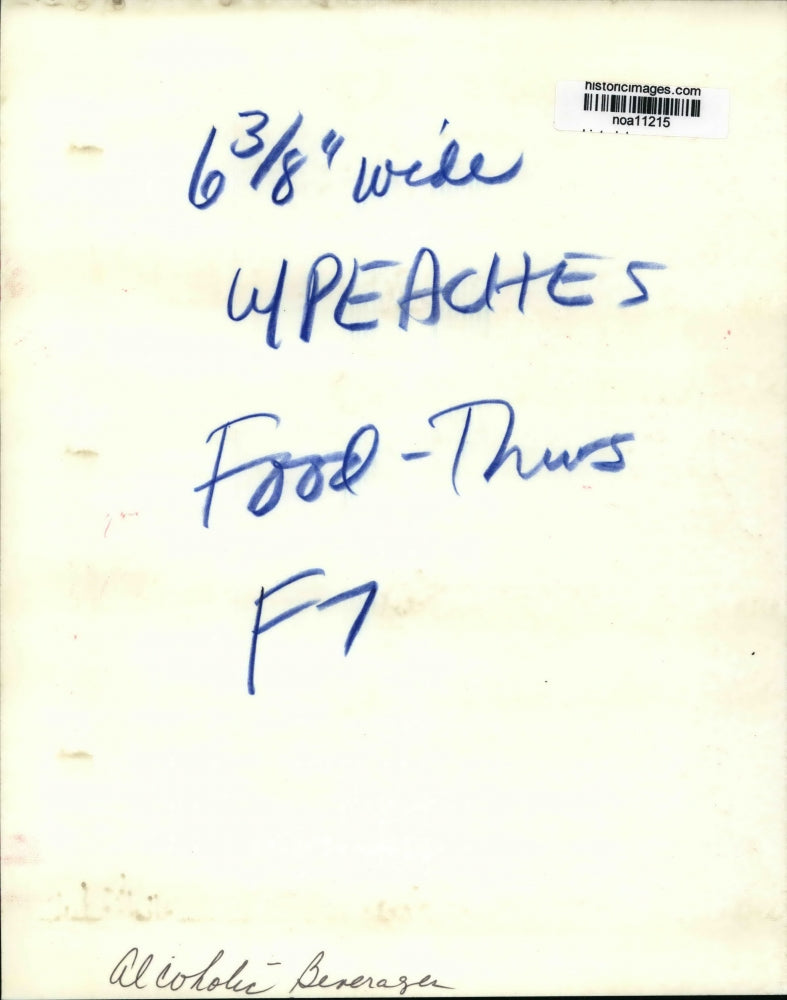 historicimages.com
noa11215
6 3/8" wide
W/PEACHES
Food - Thurs
F7
Alcoholic Beverages